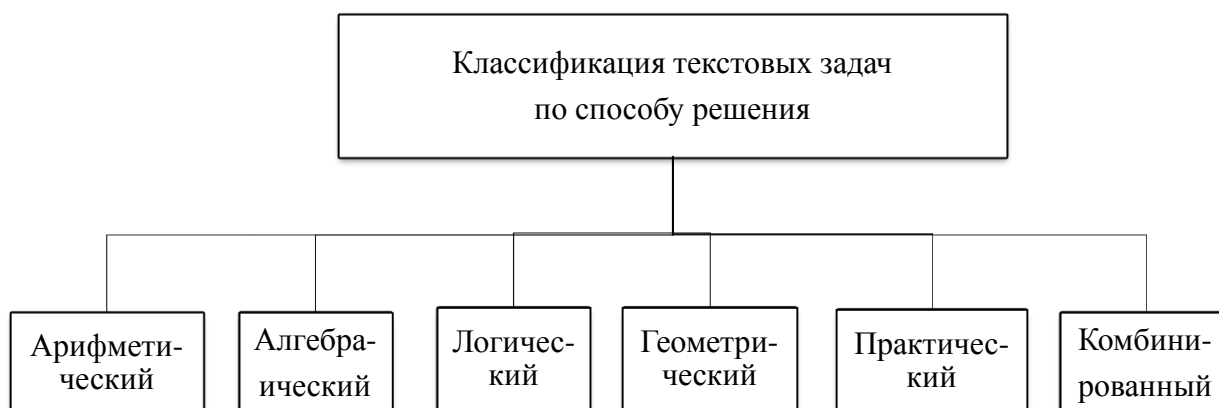 Классификация текстовых задач
по способу решения
Арифмети-
ческий
Алгебра-
ический
Логичес-
кий
Геометри-
ческий
Практичес-
кий
Комбини-
рованный